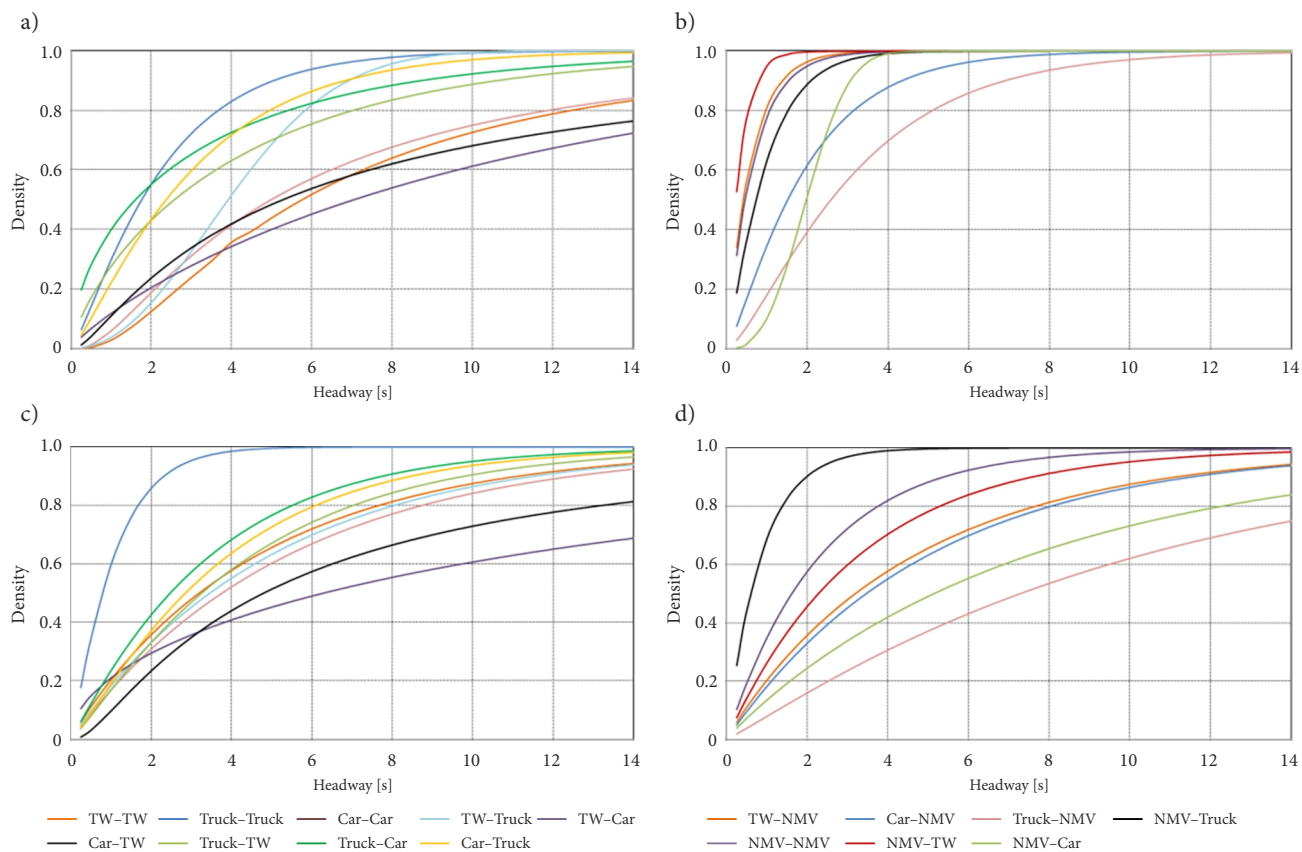 a)
b)
1.0
0.8
0.6
0.4
0.2
0
Density
0 2 4 6 8 10 12 14
Headway [s]
1.0
0.8
0.6
0.4
0.2
0
Density
0 2 4 6 8 10 12 14
Headway [s]
c)
d)
1.0
0.8
0.6
0.4
0.2
0
Density
0 2 4 6 8 10 12 14
Headway [s]
1.0
0.8
0.6
0.4
0.2
0
Density
0 2 4 6 8 10 12 14
Headway [s]
TW–TW Truck–Truck Car–Car TW–Truck TW–Car
Car–TW Truck–TW Truck–Car Car–Truck
TW–NMV Car–NMV Truck–NMV NMV–Truck
NMV–NMV NMV–TW NMV–Car